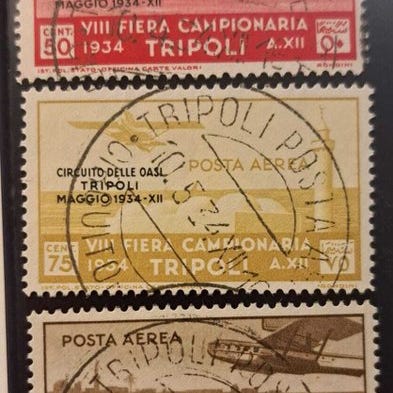 MAGGIO 1934-XII
CENT. VIII FIERA CAMPIONARIA
50 1934 TRIPOLI A.XII
IST. POL. STATO-OFFICINA CARTE VALORI
TRIPOLI POSTA
POSTA AEREA
CIRCUITO DELLE OASI
TRIPOLI
MAGGIO 1934-XII
CENT. VIII FIERA CAMPIONARIA
75 1934 TRIPOLI A.XII
POSTA AEREA
TRIPOLI POS